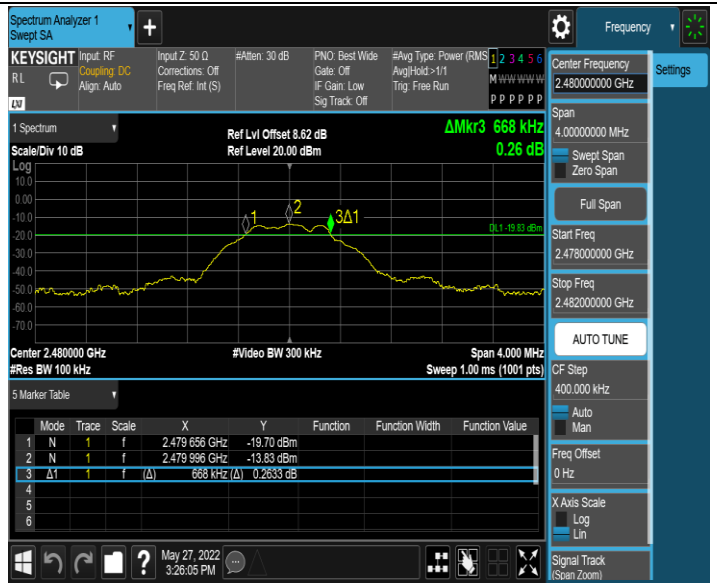 Spectrum Analyzer 1
Swept SA
Frequency
KEYSIGHT
RL
LXI
Input: RF
Coupling: DC
Align: Auto
Input Z: 50 Ω
Corrections: Off
Freq Ref: Int (S)
#Atten: 30 dB
PNO: Best Wide
Gate: Off
IF Gain: Low
Sig Track: Off
#Avg Type: Power (RMS
Avg|Hold:>1/1
Trig: Free Run
1 2 3 4 5 6
M W W W W W
P P P P P P
1 Spectrum
Scale/Div 10 dB
Ref Lvl Offset 8.62 dB
Ref Level 20.00 dBm
ΔMkr3 668 kHz
0.26 dB
Log
10.0
0.00
-10.0
-20.0
-30.0
-40.0
-50.0
-60.0
-70.0
1
2
3Δ1
DL1 -19.83 dBm
Center 2.480000 GHz
#Video BW 300 kHz
Span 4.000 MHz
#Res BW 100 kHz
Sweep 1.00 ms (1001 pts)
5 Marker Table
Mode Trace Scale X Y Function Function Width Function Value
1 N 1 f 2.479 656 GHz -19.70 dBm
2 N 1 f 2.479 996 GHz -13.83 dBm
3 Δ1 1 f (Δ) 668 kHz (Δ) 0.2633 dB
4
5
6
May 27, 2022
3:26:05 PM
Center Frequency
2.480000000 GHz
Settings
Span
4.00000000 MHz
Swept Span
Zero Span
Full Span
Start Freq
2.478000000 GHz
Stop Freq
2.482000000 GHz
AUTO TUNE
CF Step
400.000 kHz
Auto
Man
Freq Offset
0 Hz
X Axis Scale
Log
Lin
Signal Track
(Span Zoom)